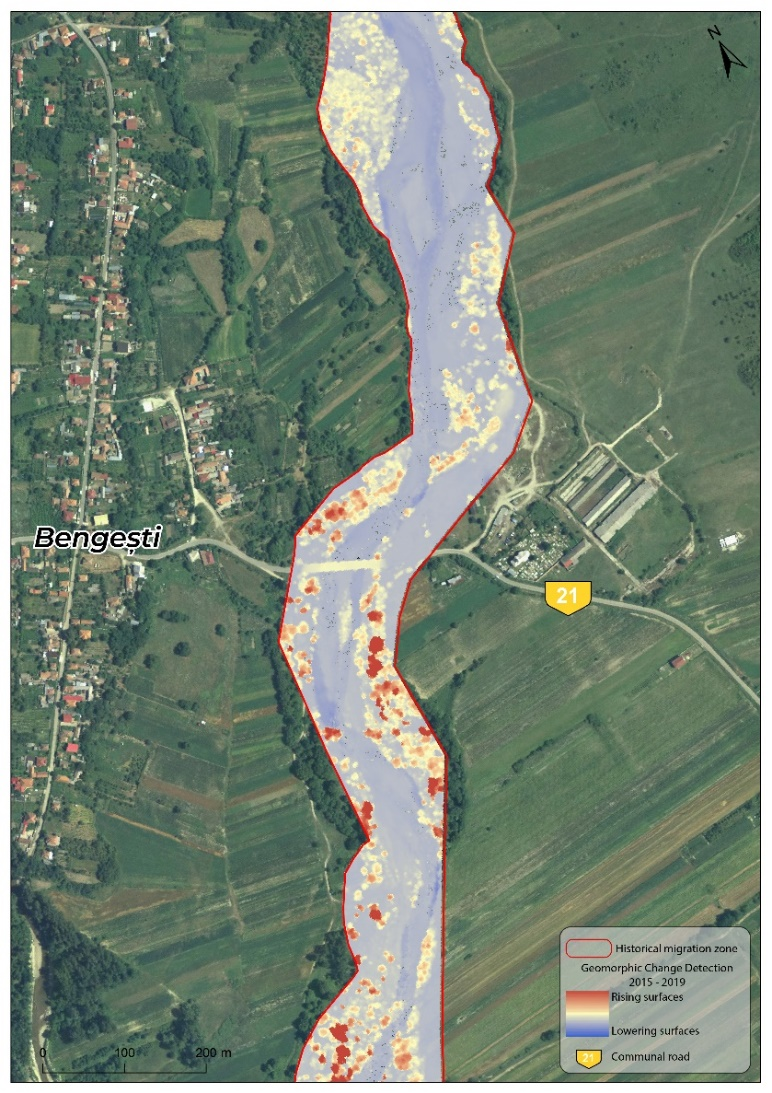 N
Bengești
21
Historical migration zone
Geomorphic Change Detection
2015 - 2019
Rising surfaces
Lowering surfaces
21 Communal road
0 100 200 m